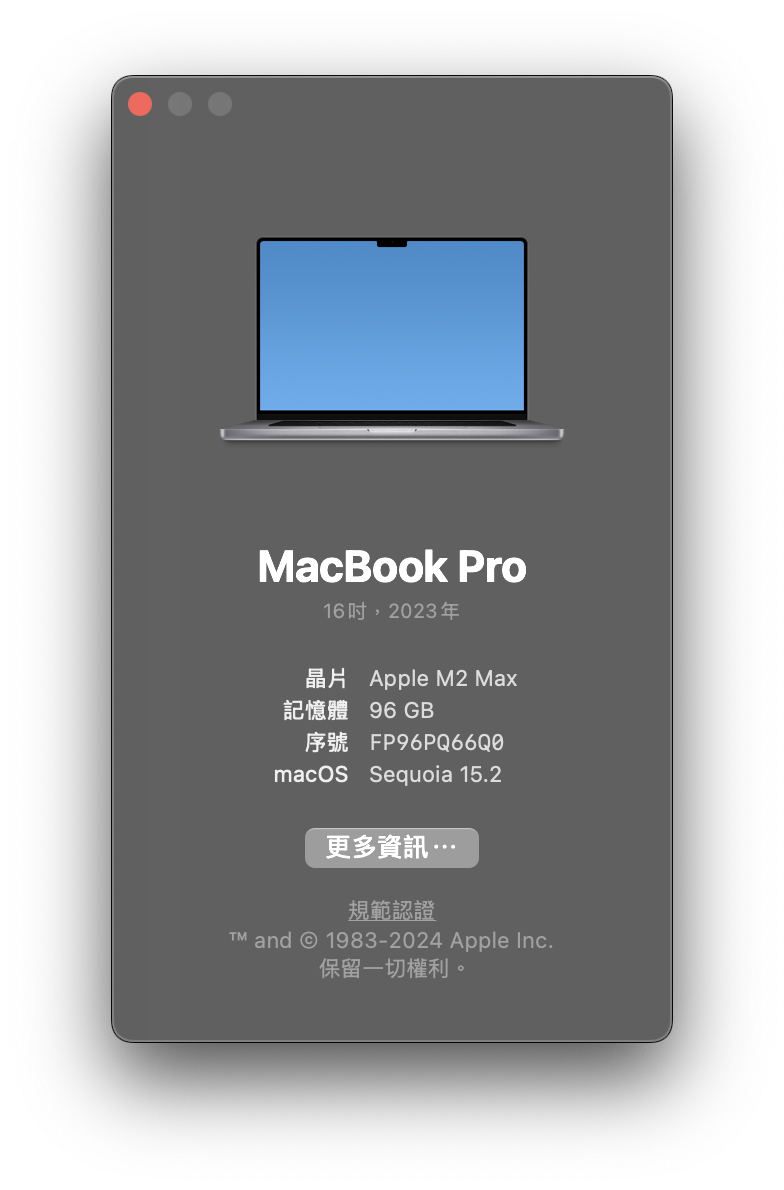 MacBook Pro
16吋，2023年
晶片 Apple M2 Max
記憶體 96 GB
序號 FP96PQ66Q0
macOS Sequoia 15.2
更多資訊⋯
規範認證
™ and © 1983-2024 Apple Inc.
保留一切權利。